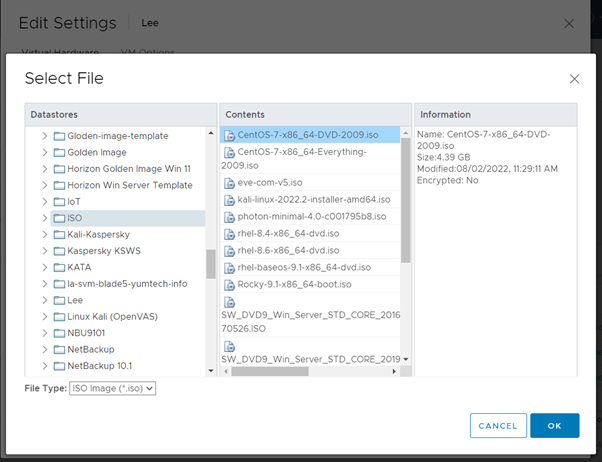 Edit Settings | Lee
Virtual Hardware VM Options
Select File
Datastores
Gloden-image-template
Golden Image
Horizon Golden Image Win 11
Horizon Win Server Template
IoT
ISO
Kali-Kaspersky
Kaspersky KSWS
KATA
la-svm-blade5-yumtech-info
Lee
Linux Kali (OpenVAS)
NBU9101
NetBackup
NetBackup 10.1
Contents
CentOS-7-x86_64-DVD-2009.iso
CentOS-7-x86_64-Everything-
2009.iso
eve-com-v5.iso
kali-linux-2022.2-installer-amd64.iso
photon-minimal-4.0-c001795b8.iso
rhel-8.4-x86_64-dvd.iso
rhel-8.6-x86_64-dvd.iso
rhel-baseos-9.1-x86_64-dvd.iso
Rocky-9.1-x86_64-boot.iso
SW_DVD9_Win_Server_STD_CORE_2016
70526.ISO
SW_DVD9_Win_Server_STD_CORE_2019
Information
Name: CentOS-7-x86_64-DVD-
2009.iso
Size:4.39 GB
Modified:08/02/2022, 11:29:11 AM
Encrypted: No
File Type: ISO Image (*.iso)
CANCEL
OK